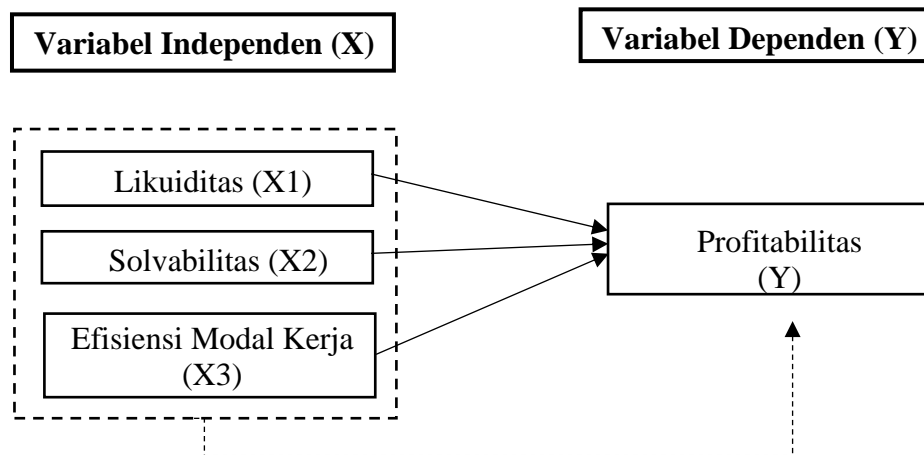 Variabel Independen (X)
Variabel Dependen (Y)
Likuiditas (X1)
Solvabilitas (X2)
Efisiensi Modal Kerja
(X3)
Profitabilitas
(Y)